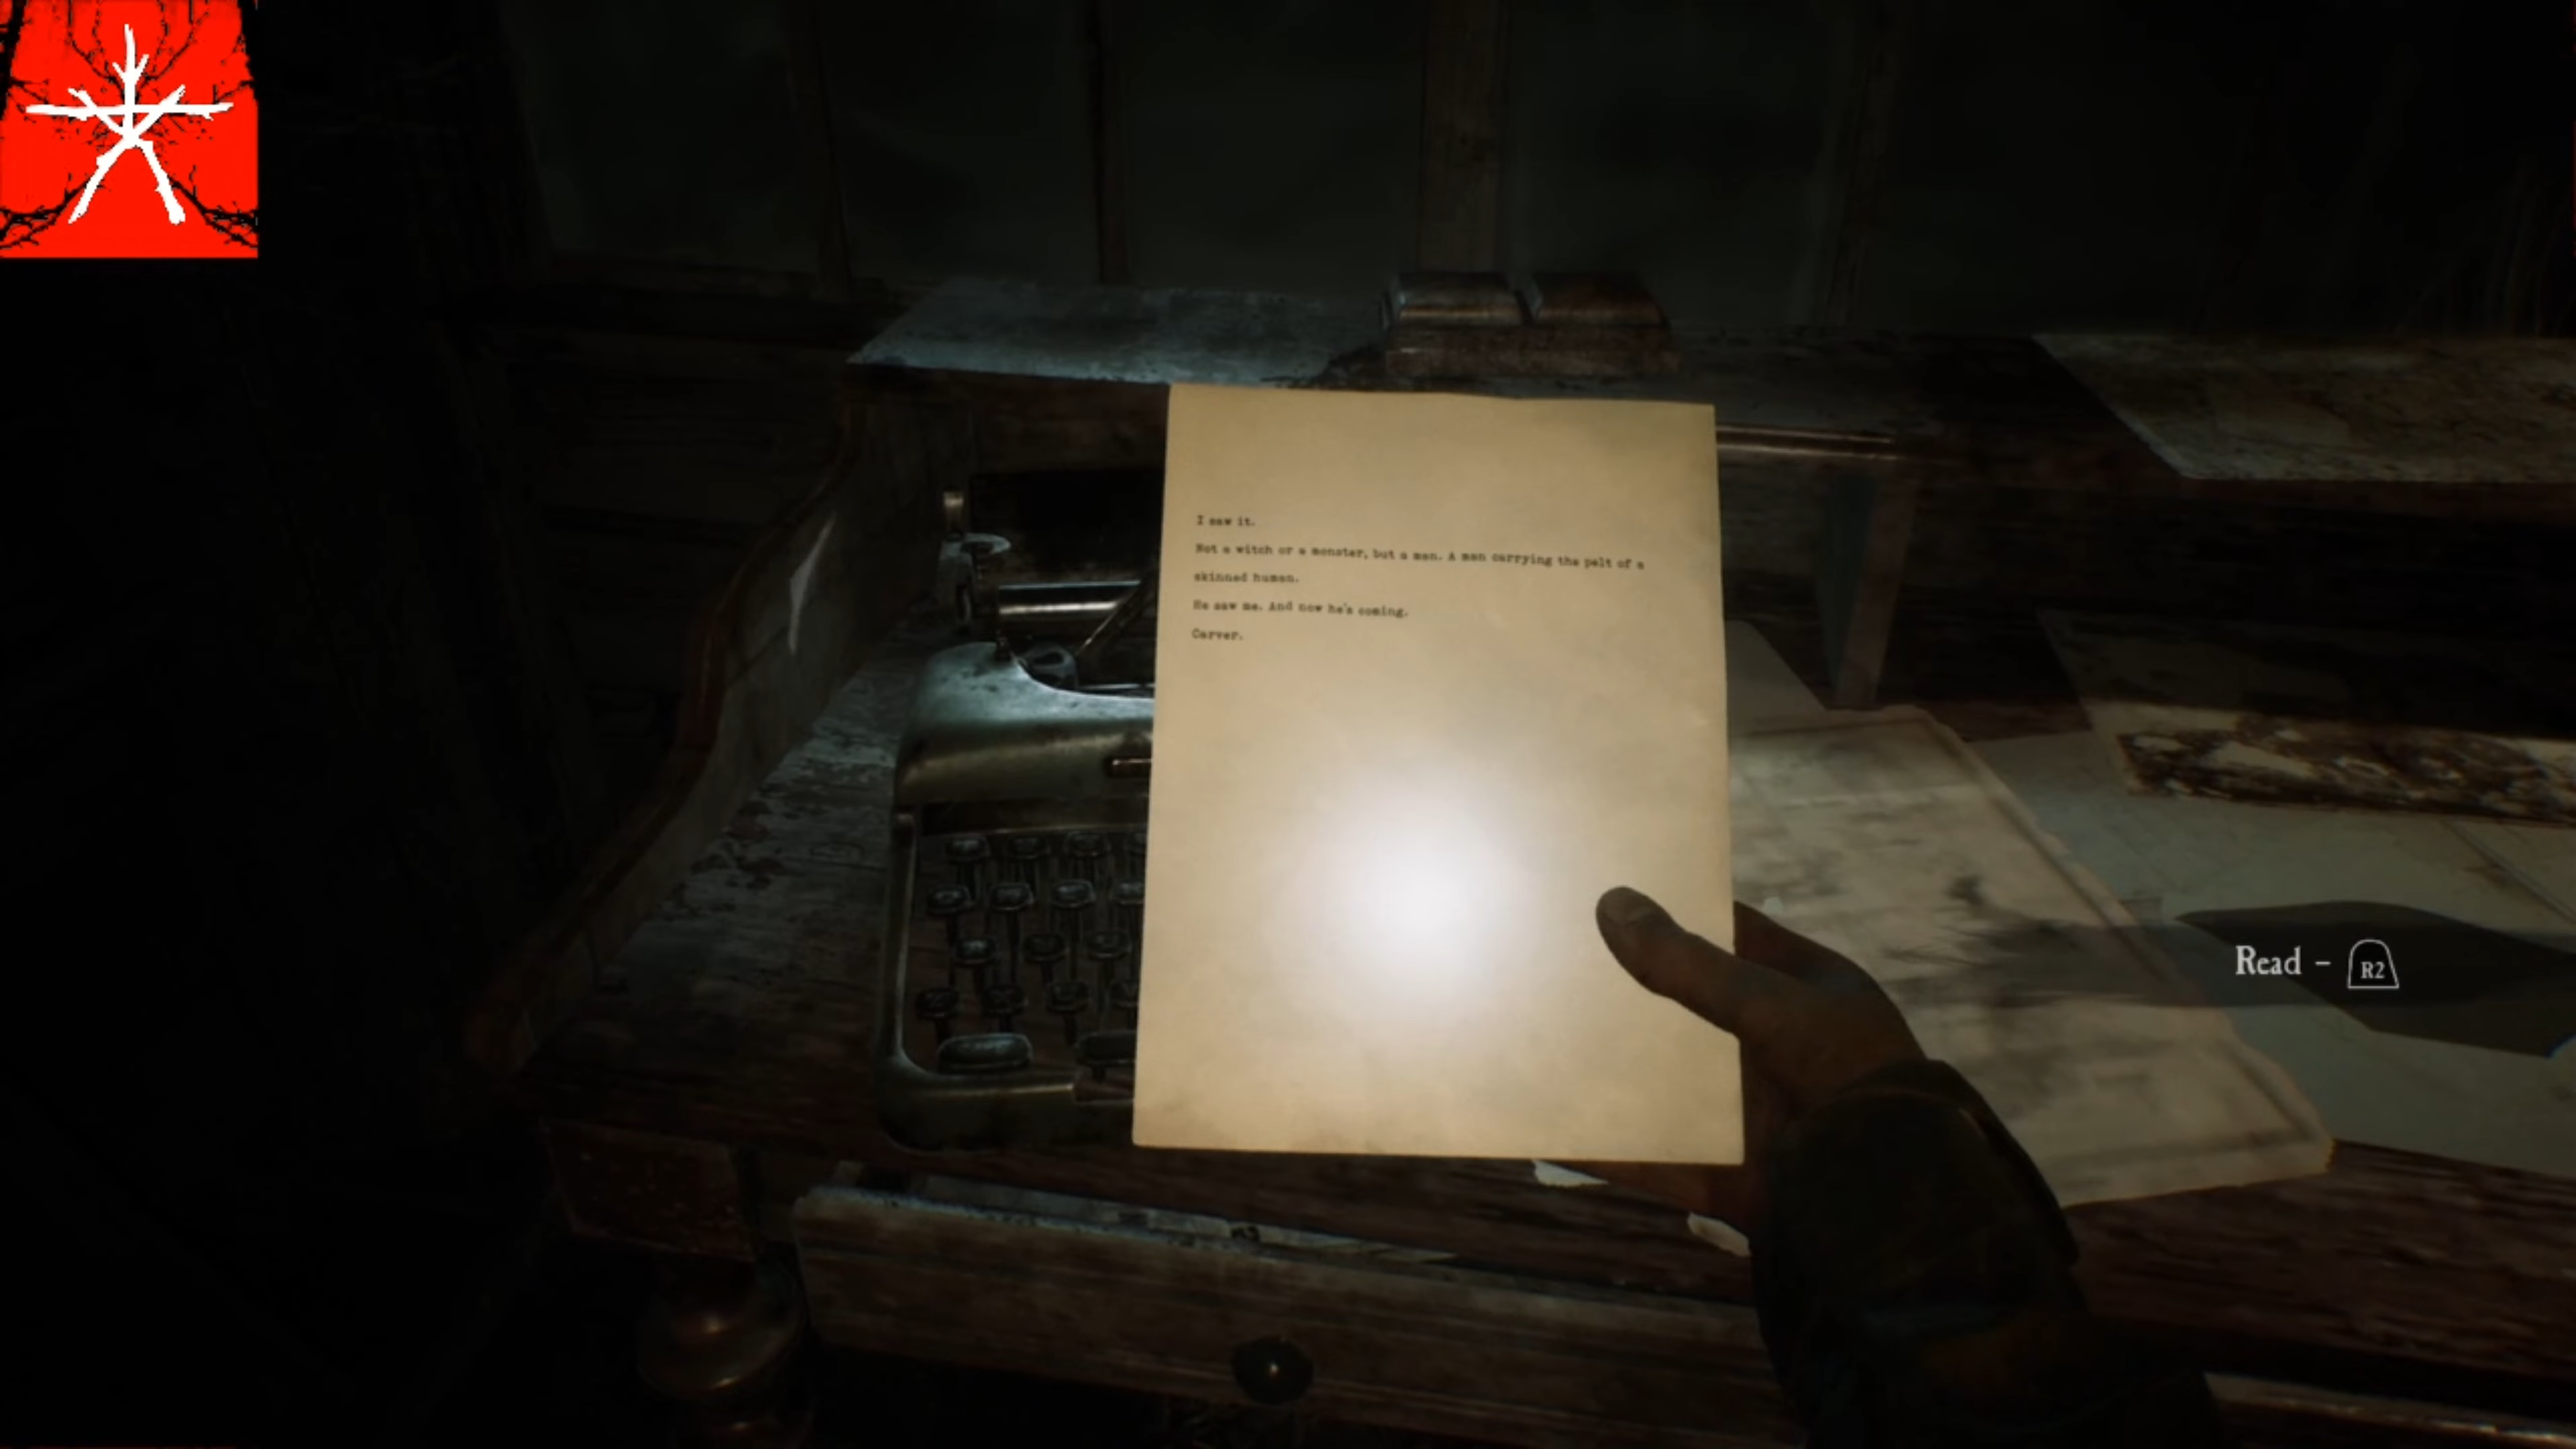 I saw it.
Not a witch or a monster, but a man. A man carrying the pelt of a
skinned human.
He saw me. And now he's coming.
Carver.
Read - R2